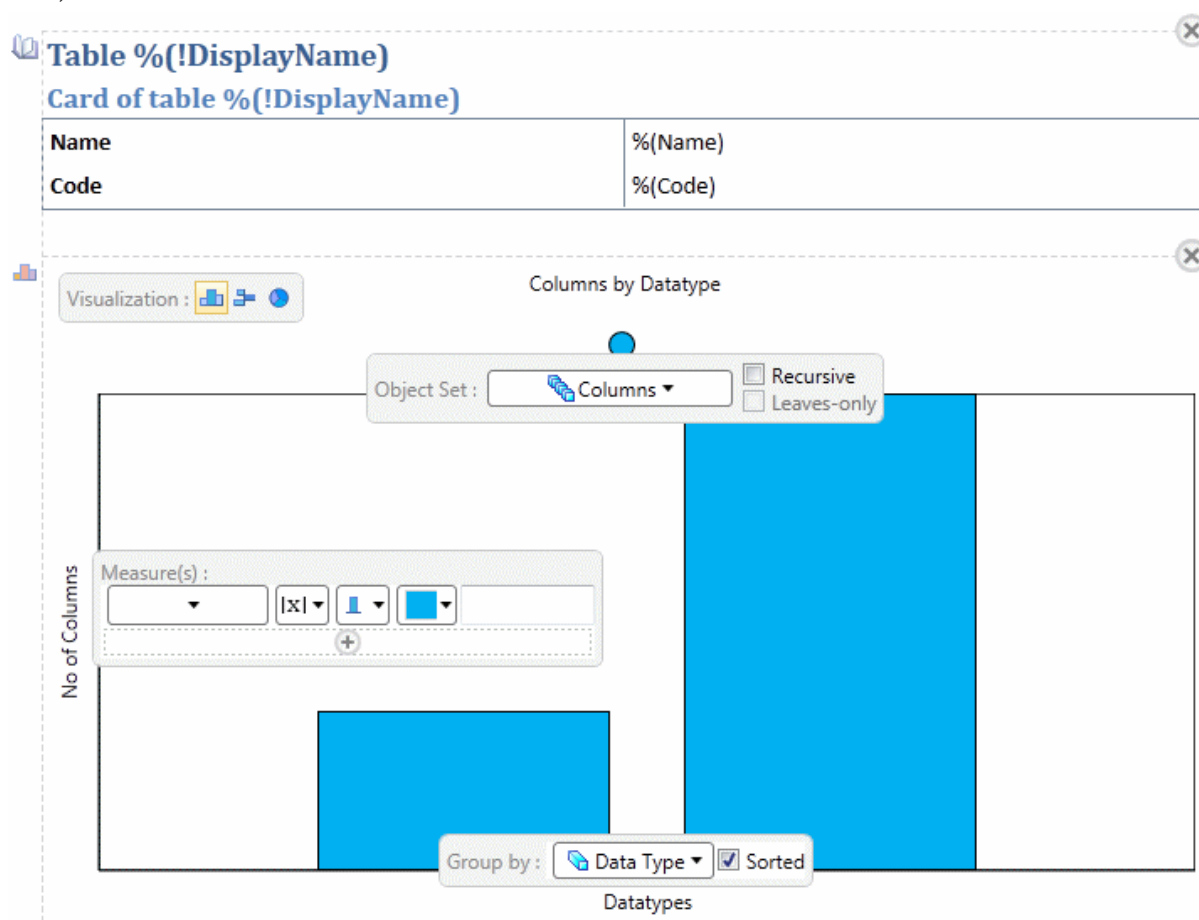 Table %(!DisplayName)
Card of table %(!DisplayName)
Name %(Name)
Code %(Code)
Visualization :
Columns by Datatype
Object Set : Columns Recursive
Leaves-only
No of Columns
Measure(s) :
|x|
Group by : Data Type Sorted
Datatypes